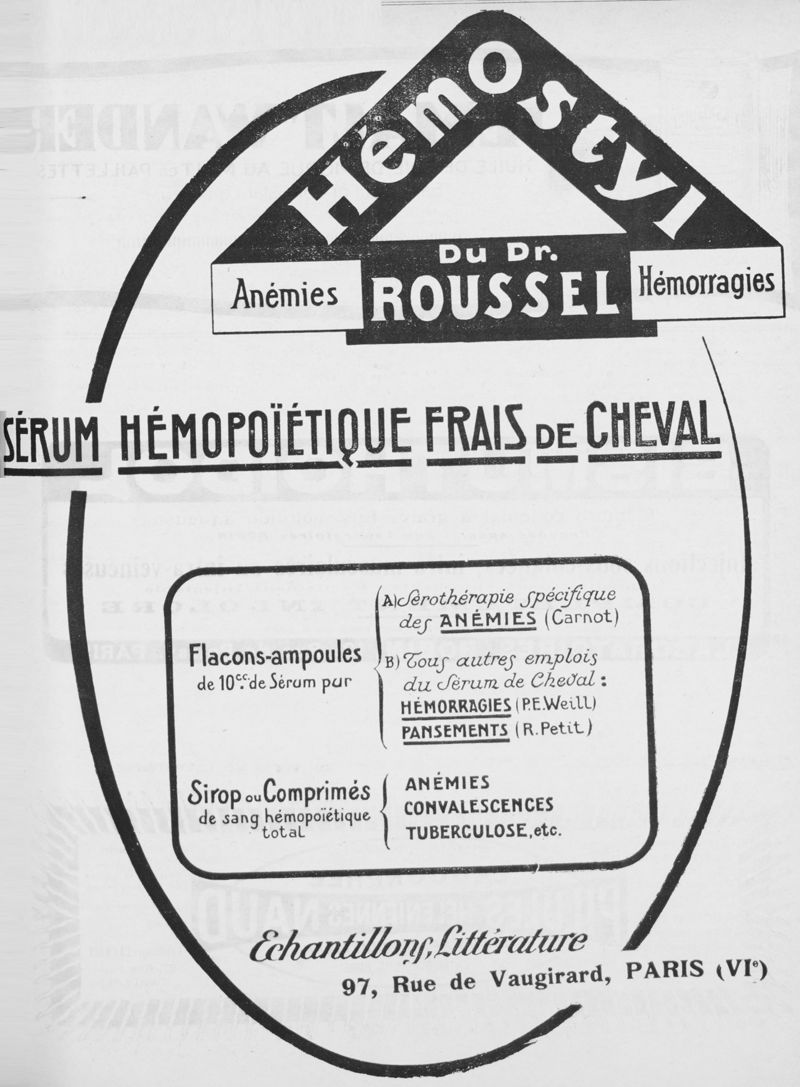 HémOstyl
Du Dr.
ROUSSEL
Anémies
Hémorragies
SÉRUM HÉMOPOÏÉTIQUE FRAIS DE CHEVAL
Flacons-ampoules
de 10cc. de Sérum pur
A) Sérothérapie spécifique
des ANÉMIES (Carnot)
B) Tous autres emplois
du Sérum de Cheval :
HÉMORRAGIES (P.E.Weill)
PANSEMENTS (R.Petit)
Sirop ou Comprimés
de sang hémopoïétique
total
ANÉMIES
CONVALESCENCES
TUBERCULOSE, etc.
Echantillons, Littérature
97, Rue de Vaugirard, PARIS (VIe)